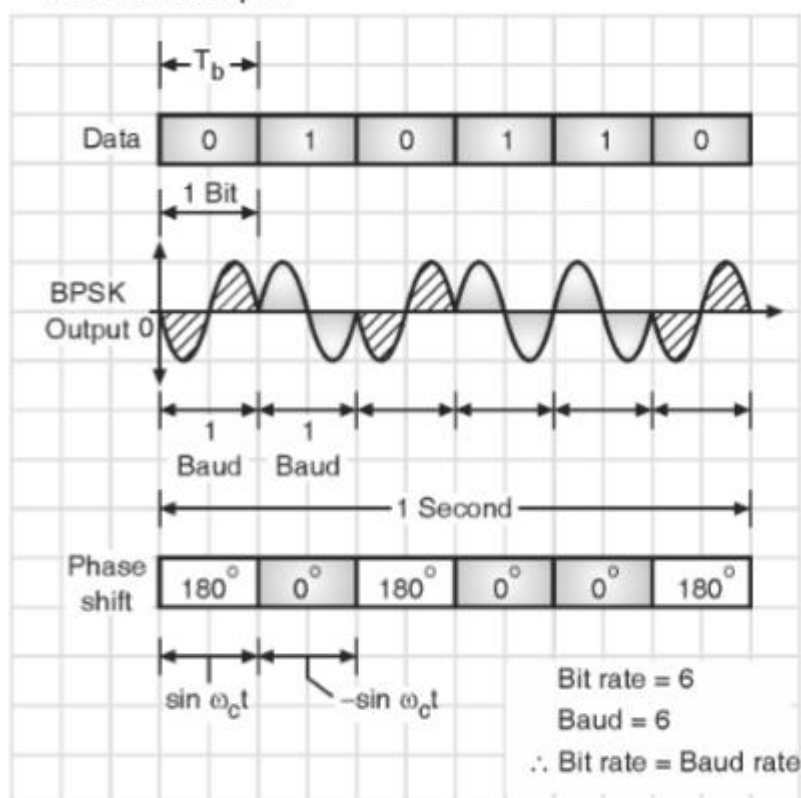 T_b
Data 0 1 0 1 1 0
1 Bit
BPSK
Output 0
1 1
Baud Baud
1 Second
Phase
shift
180° 0° 180° 0° 0° 180°
sin ω_c t –sin ω_c t
Bit rate = 6
Baud = 6
∴ Bit rate = Baud rate